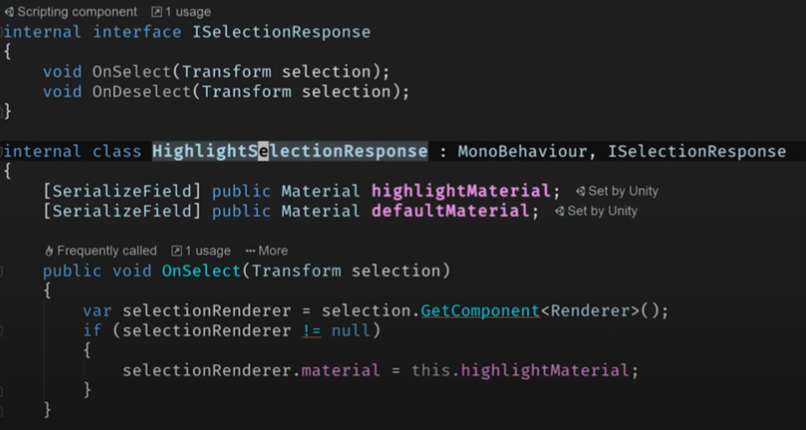 Scripting component 1 usage
internal interface ISelectionResponse
{
    void OnSelect(Transform selection);
    void OnDeselect(Transform selection);
}
internal class HighlightSelectionResponse : MonoBehaviour, ISelectionResponse
{
    [SerializeField] public Material highlightMaterial; Set by Unity
    [SerializeField] public Material defaultMaterial; Set by Unity
    Frequently called 1 usage ··· More
    public void OnSelect(Transform selection)
    {
        var selectionRenderer = selection.GetComponent<Renderer>();
        if (selectionRenderer != null)
        {
            selectionRenderer.material = this.highlightMaterial;
        }
    }